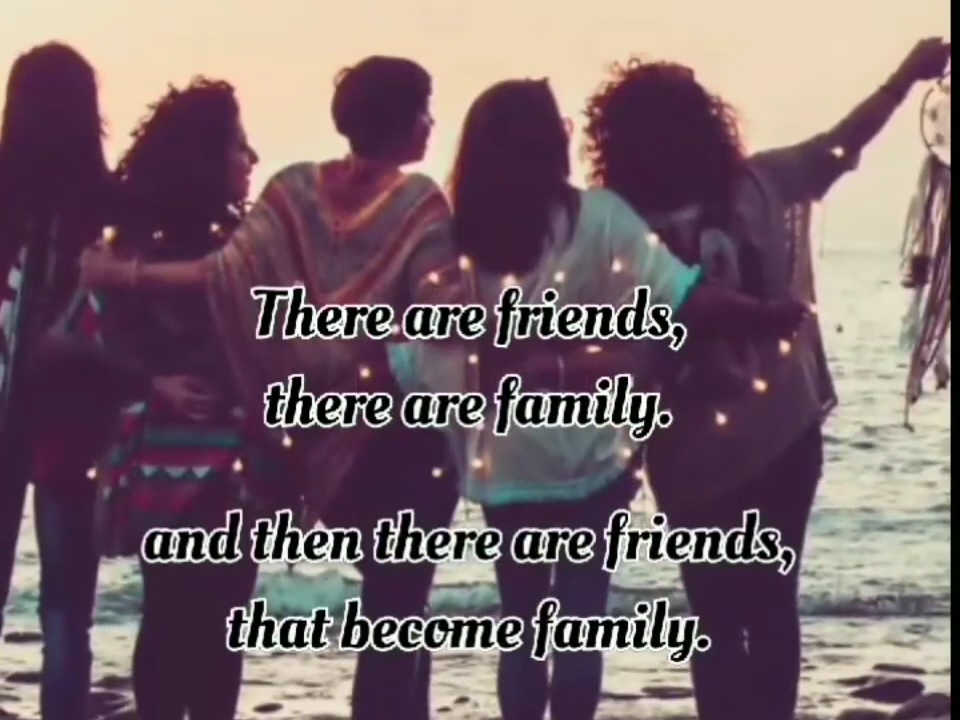 There are friends,
there are family.
and then there are friends,
that become family.